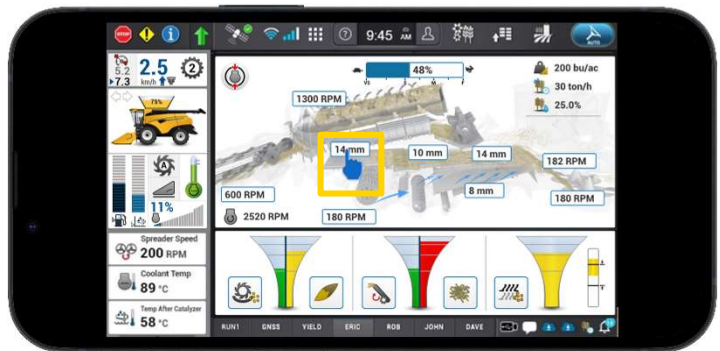 STOP
9:45 AM
AUTO
5.2
7.3
2.5
km/h
2
75%
A
11%
Spreader Speed
200 RPM
Coolant Temp
89 °C
Temp After Catalyzer
58 °C
48%
200 bu/ac
30 ton/h
25.0%
1300 RPM
14 mm
10 mm
14 mm
182 RPM
8 mm
180 RPM
600 RPM
2520 RPM
180 RPM
RUN1 GNSS YIELD ERIC ROB JOHN DAVE